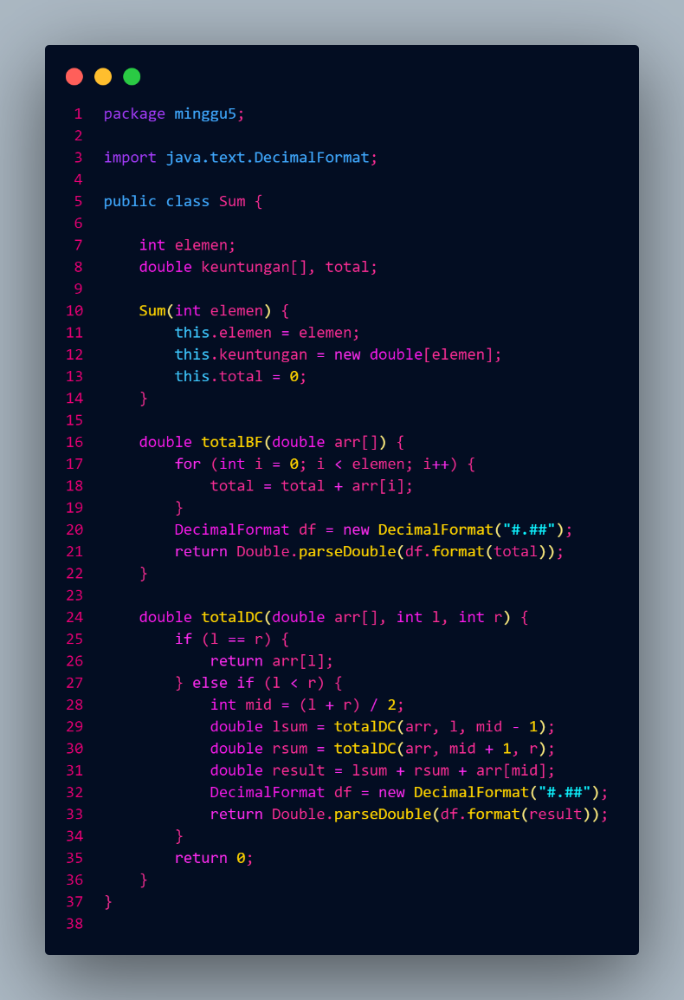 1 package minggu5;
2
3 import java.text.DecimalFormat;
4
5 public class Sum {
6
7     int elemen;
8     double keuntungan[], total;
9
10     Sum(int elemen) {
11         this.elemen = elemen;
12         this.keuntungan = new double[elemen];
13         this.total = 0;
14     }
15
16     double totalBF(double arr[]) {
17         for (int i = 0; i < elemen; i++) {
18             total = total + arr[i];
19         }
20         DecimalFormat df = new DecimalFormat("#.##");
21         return Double.parseDouble(df.format(total));
22     }
23
24     double totalDC(double arr[], int l, int r) {
25         if (l == r) {
26             return arr[l];
27         } else if (l < r) {
28             int mid = (l + r) / 2;
29             double lsum = totalDC(arr, l, mid - 1);
30             double rsum = totalDC(arr, mid + 1, r);
31             double result = lsum + rsum + arr[mid];
32             DecimalFormat df = new DecimalFormat("#.##");
33             return Double.parseDouble(df.format(result));
34         }
35         return 0;
36     }
37 }
38